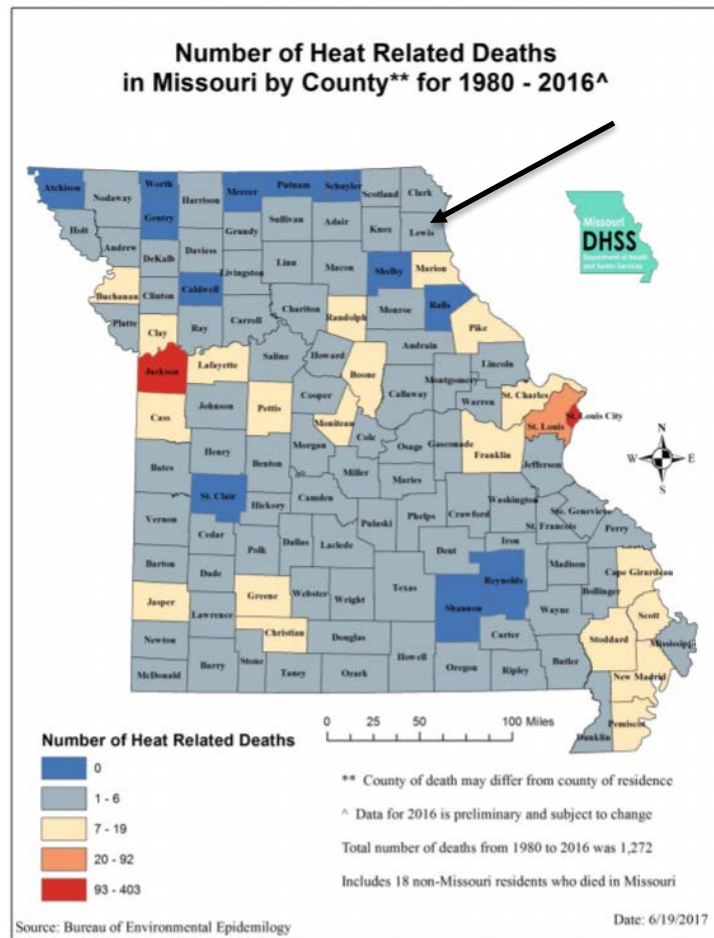 Number of Heat Related Deaths
in Missouri by County** for 1980 - 2016^
Atchison
Nodaway
Worth
Gentry
Harrison
Mercer
Putnam
Schuyler
Scotland
Clark
Holt
Andrew
DeKalb
Daviess
Grundy
Sullivan
Adair
Knox
Lewis
Missouri
DHSS
Department of Health
and Senior Services
Buchanan
Clinton
Caldwell
Livingston
Linn
Macon
Shelby
Marion
Platte
Clay
Ray
Carroll
Chariton
Randolph
Monroe
Ralls
Pike
Jackson
Lafayette
Saline
Howard
Boone
Audrain
Callaway
Montgomery
Lincoln
Warren
St. Charles
St. Louis
St. Louis City
Cass
Johnson
Pettis
Cooper
Moniteau
Cole
Osage
Gasconade
Franklin
Jefferson
N
W E
S
Bates
Henry
Benton
Morgan
Miller
Maries
St. Clair
Hickory
Camden
Pulaski
Phelps
Crawford
Washington
St. Francois
Ste. Genevieve
Perry
Vernon
Cedar
Polk
Dallas
Laclede
Dent
Iron
Madison
Cape Girardeau
Barton
Dade
Greene
Webster
Wright
Texas
Shannon
Reynolds
Wayne
Bollinger
Scott
Mississippi
Jasper
Lawrence
Christian
Douglas
Carter
Butler
Stoddard
New Madrid
Newton
McDonald
Barry
Stone
Taney
Ozark
Howell
Oregon
Ripley
Dunklin
Pemiscot
0 25 50 100 Miles
Number of Heat Related Deaths
0
1 - 6
7 - 19
20 - 92
93 - 403
** County of death may differ from county of residence
^ Data for 2016 is preliminary and subject to change
Total number of deaths from 1980 to 2016 was 1,272
Includes 18 non-Missouri residents who died in Missouri
Source: Bureau of Environmental Epidemilogy
Date: 6/19/2017